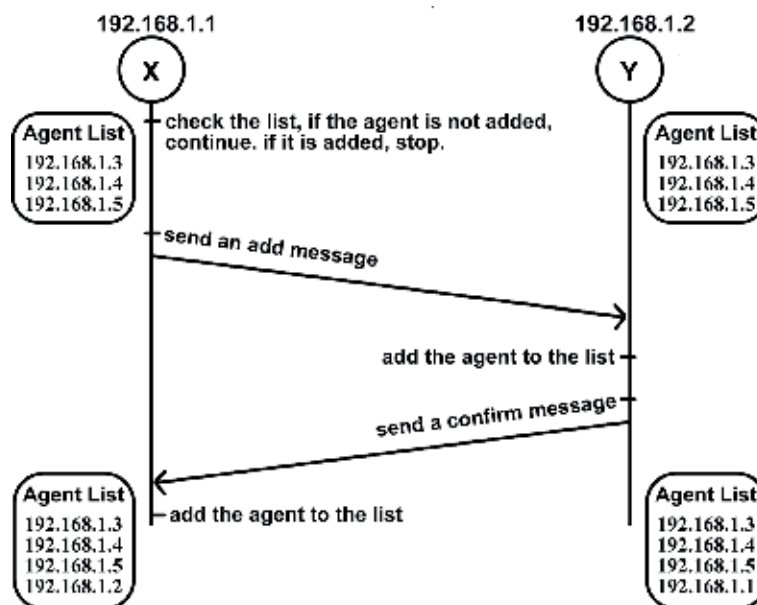 192.168.1.1
192.168.1.2
X
Y
Agent List
192.168.1.3
192.168.1.4
192.168.1.5
check the list, if the agent is not added,
continue. if it is added, stop.
Agent List
192.168.1.3
192.168.1.4
192.168.1.5
send an add message
add the agent to the list
send a confirm message
Agent List
192.168.1.3
192.168.1.4
192.168.1.5
192.168.1.2
add the agent to the list
Agent List
192.168.1.3
192.168.1.4
192.168.1.5
192.168.1.1